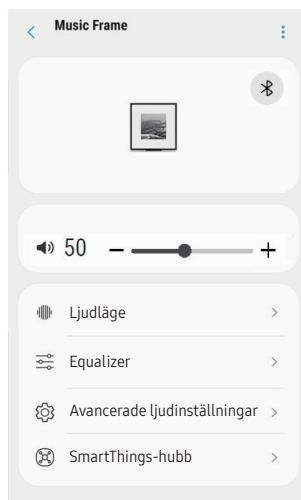 Music Frame
50
Ljudläge
Equalizer
Avancerade ljudinställningar
SmartThings-hubb